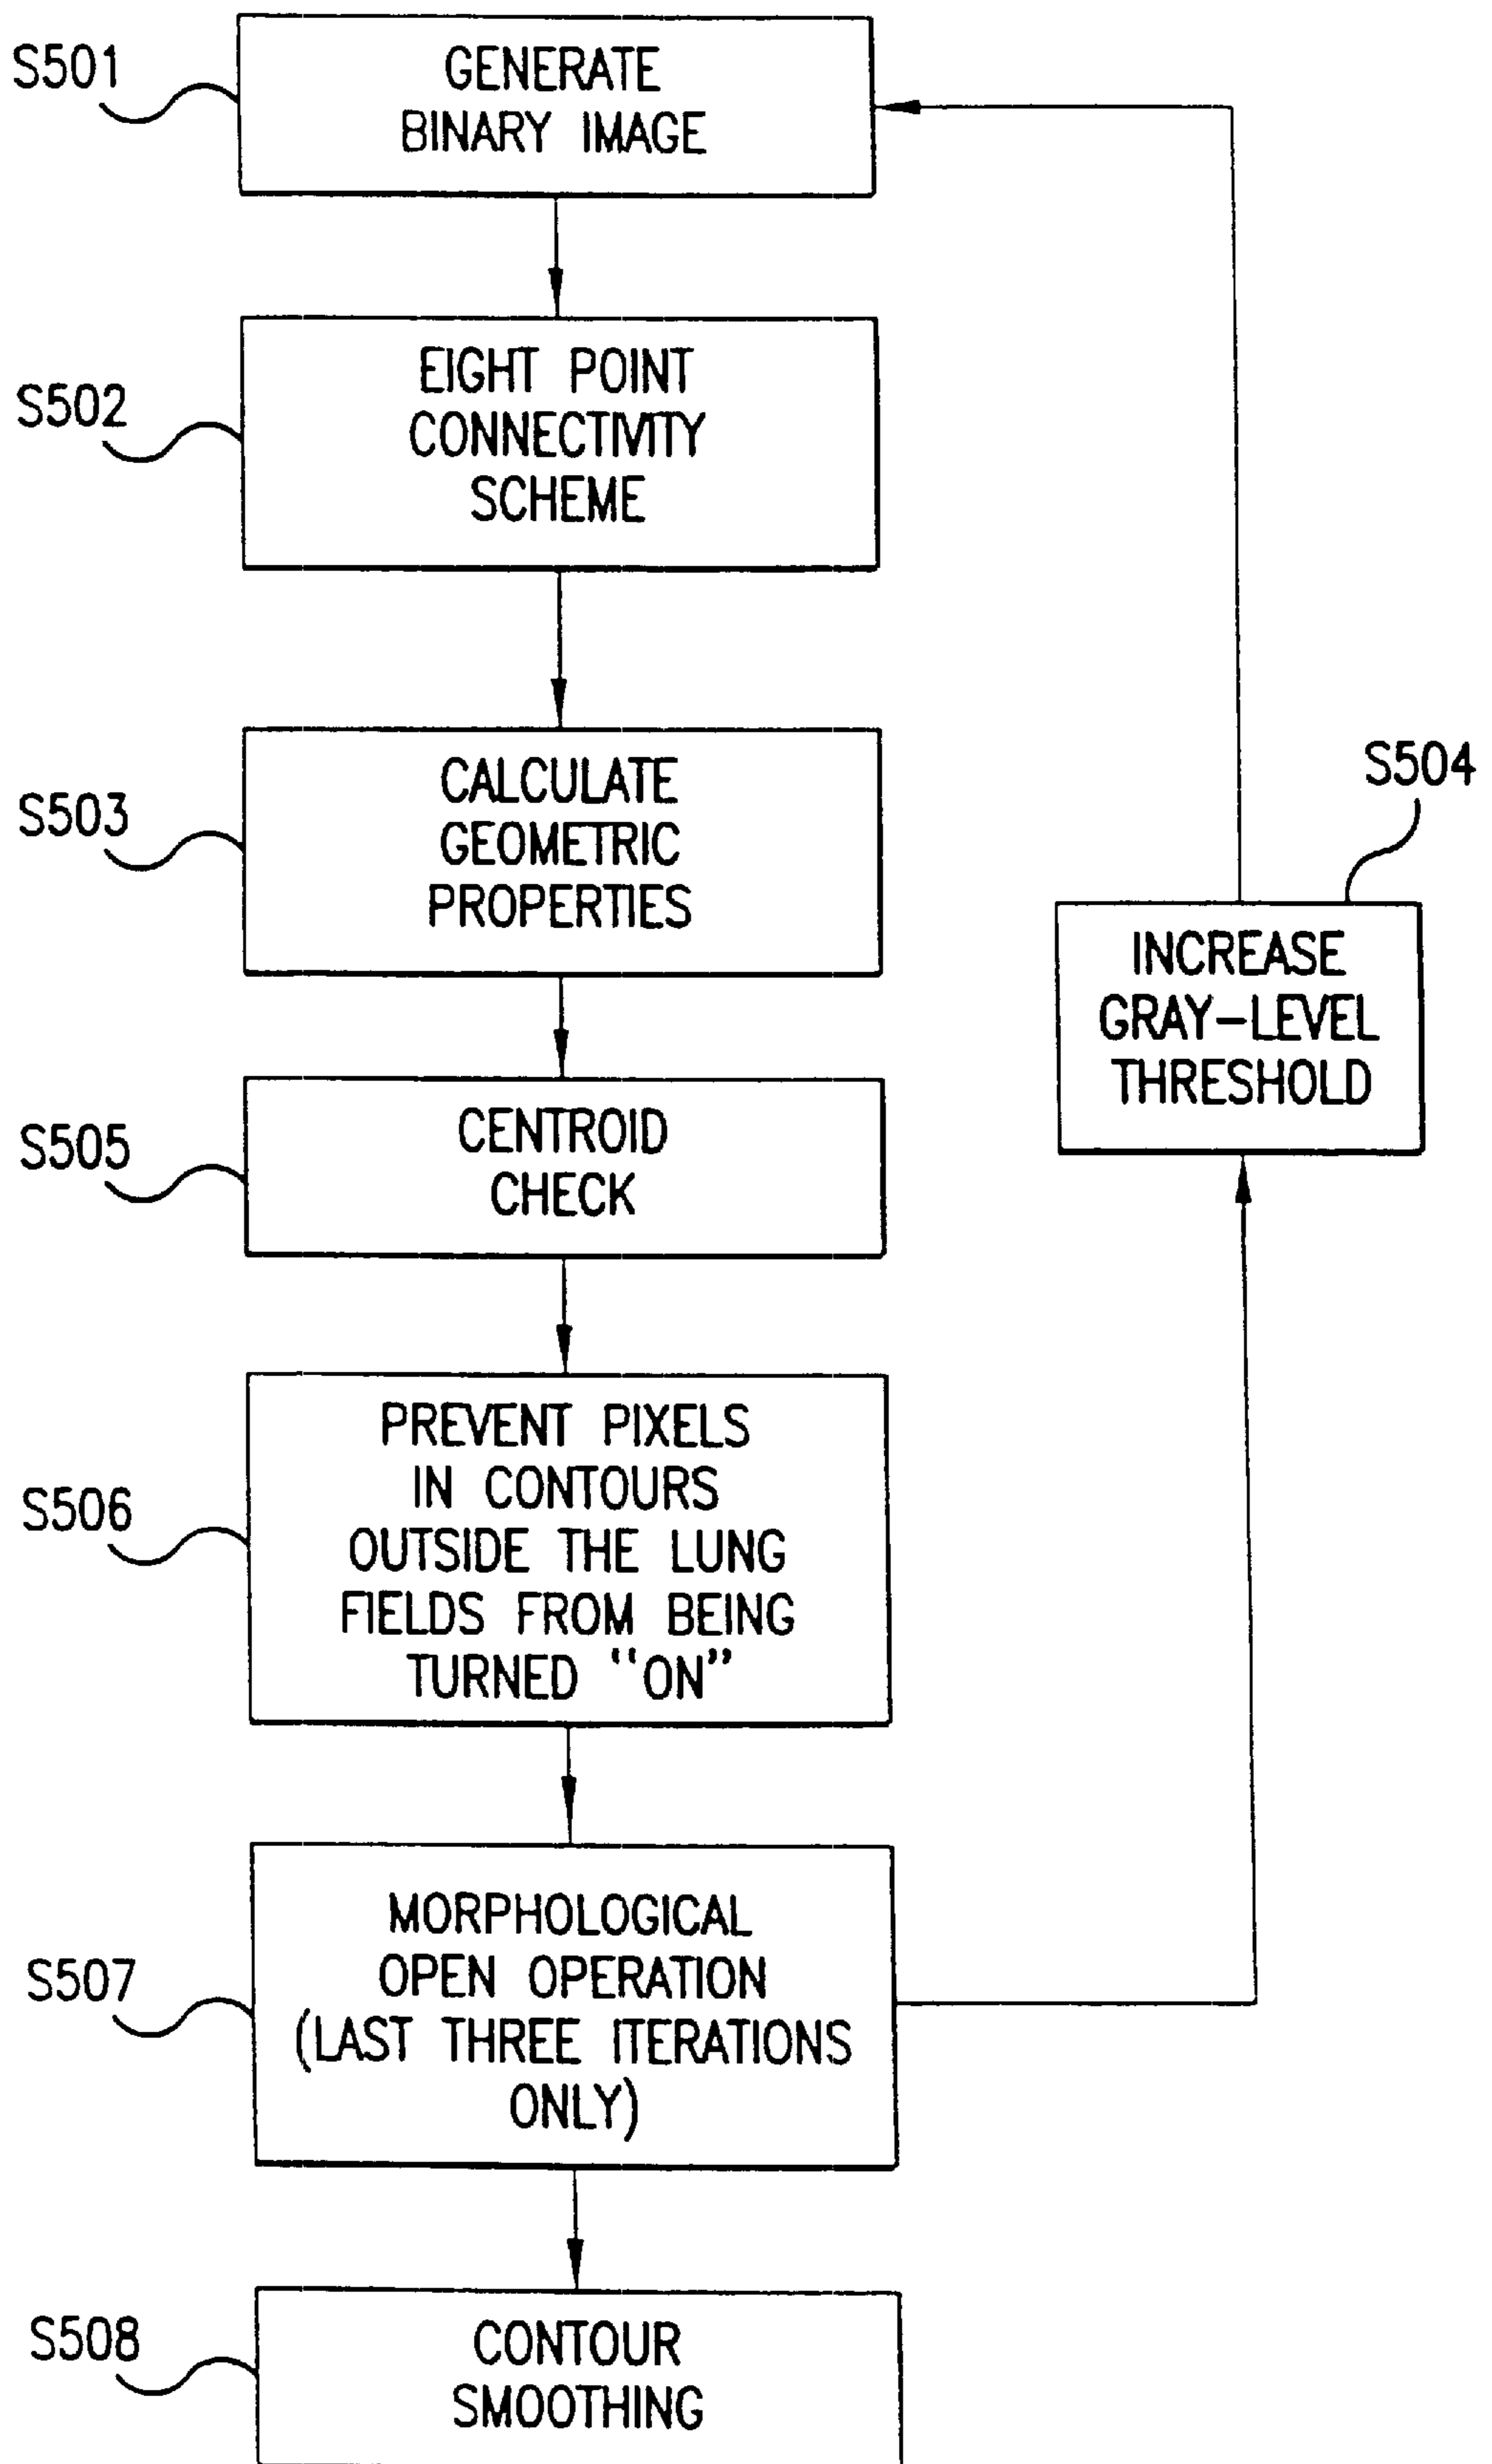 S501
GENERATE
BINARY IMAGE
S502
EIGHT POINT
CONNECTIVITY
SCHEME
S503
CALCULATE
GEOMETRIC
PROPERTIES
S504
INCREASE
GRAY-LEVEL
THRESHOLD
S505
CENTROID
CHECK
S506
PREVENT PIXELS
IN CONTOURS
OUTSIDE THE LUNG
FIELDS FROM BEING
TURNED "ON"
S507
MORPHOLOGICAL
OPEN OPERATION
(LAST THREE ITERATIONS
ONLY)
S508
CONTOUR
SMOOTHING